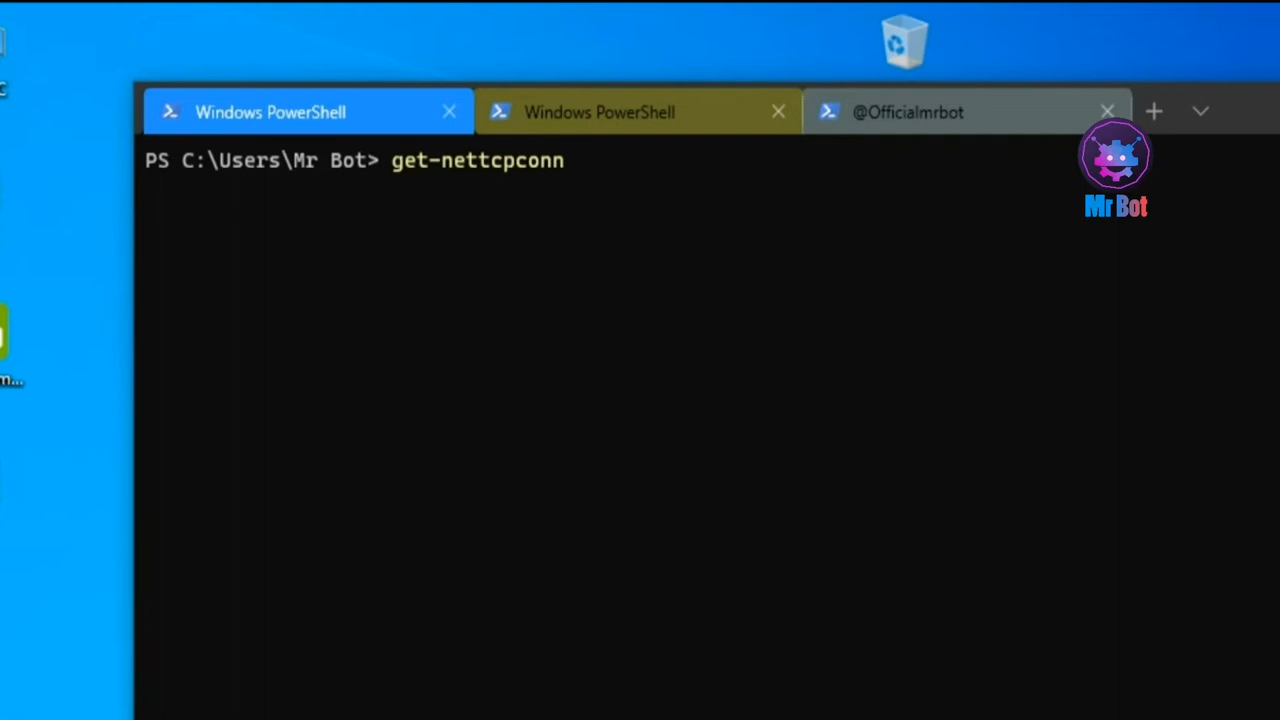 Windows PowerShell
Windows PowerShell
@Officialmrbot
PS C:\Users\Mr Bot> get-nettcpconn
Mr Bot
m...